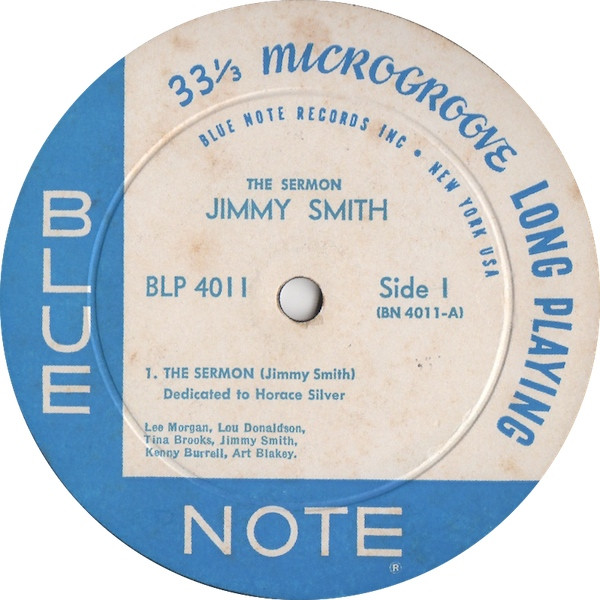 33⅓ MICROGROOVE LONG PLAYING
BLUE NOTE RECORDS INC • NEW YORK USA
THE SERMON
JIMMY SMITH
BLP 4011
Side 1
(BN 4011-A)
1. THE SERMON (Jimmy Smith)
Dedicated to Horace Silver
Lee Morgan, Lou Donaldson,
Tina Brooks, Jimmy Smith,
Kenny Burrell, Art Blakey.
BLUE
NOTE
®